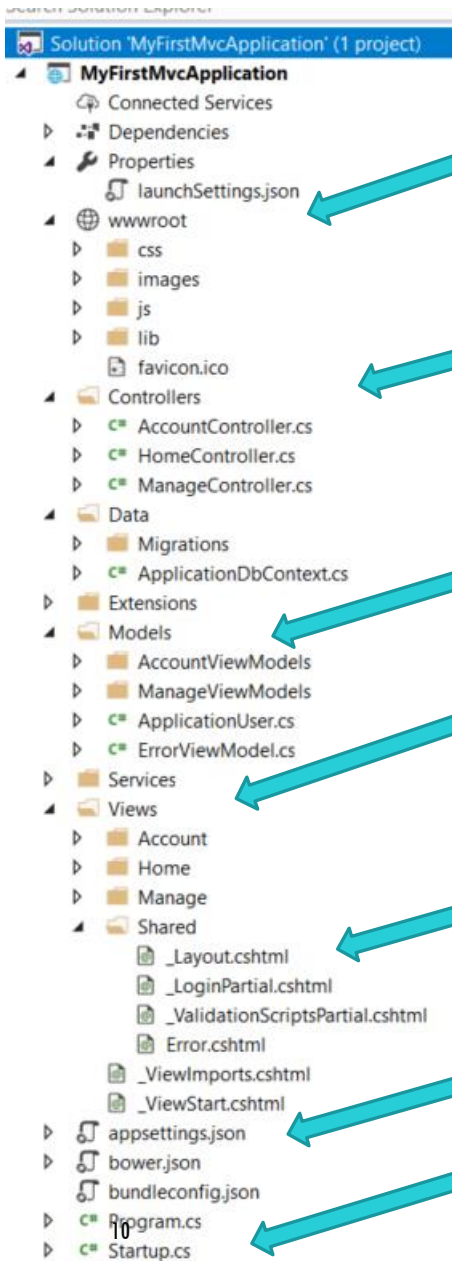 Search Solution Explorer
Solution 'MyFirstMvcApplication' (1 project)
MyFirstMvcApplication
Connected Services
Dependencies
Properties
launchSettings.json
wwwroot
css
images
js
lib
favicon.ico
Controllers
C# AccountController.cs
C# HomeController.cs
C# ManageController.cs
Data
Migrations
C# ApplicationDbContext.cs
Extensions
Models
AccountViewModels
ManageViewModels
C# ApplicationUser.cs
C# ErrorViewModel.cs
Services
Views
Account
Home
Manage
Shared
_Layout.cshtml
_LoginPartial.cshtml
_ValidationScriptsPartial.cshtml
Error.cshtml
_ViewImports.cshtml
_ViewStart.cshtml
appsettings.json
bower.json
bundleconfig.json
C# Program.cs
10
C# Startup.cs